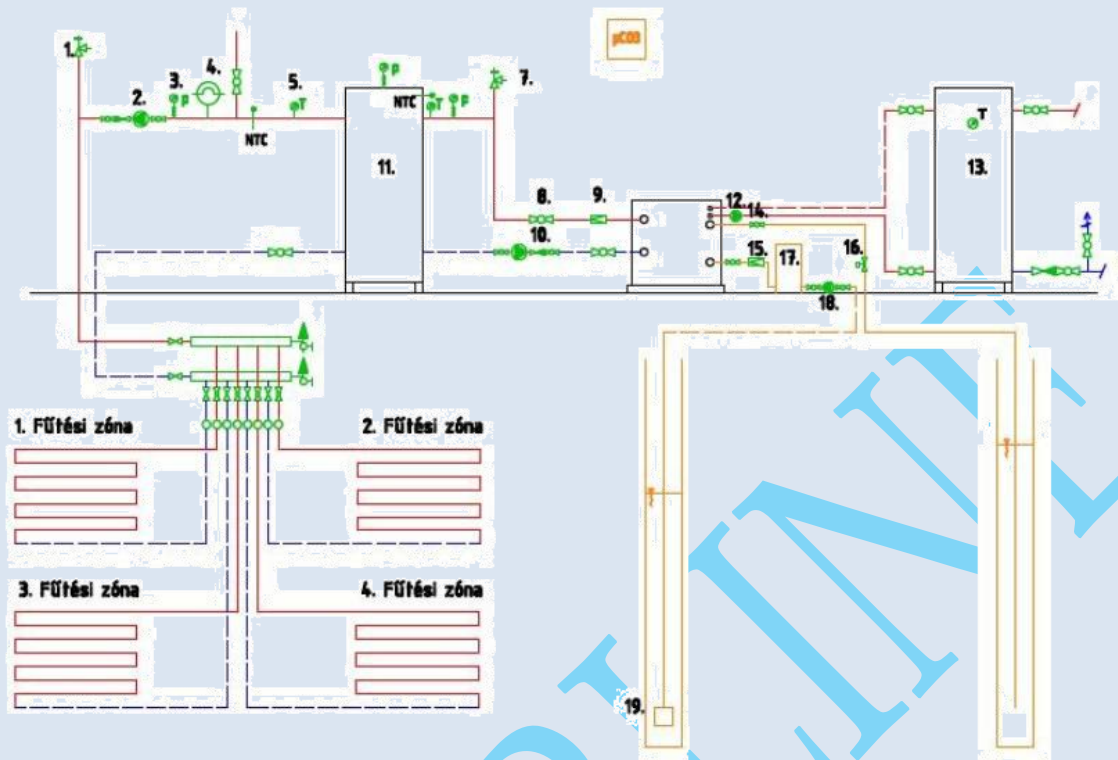 pCO3
1.
2.
3.
P
4.
5.
T
NTC
P
NTC
T
P
7.
11.
8.
9.
10.
12.
14.
T
13.
15.
16.
17.
18.
1. Fűtési zóna
2. Fűtési zóna
3. Fűtési zóna
4. Fűtési zóna
19.